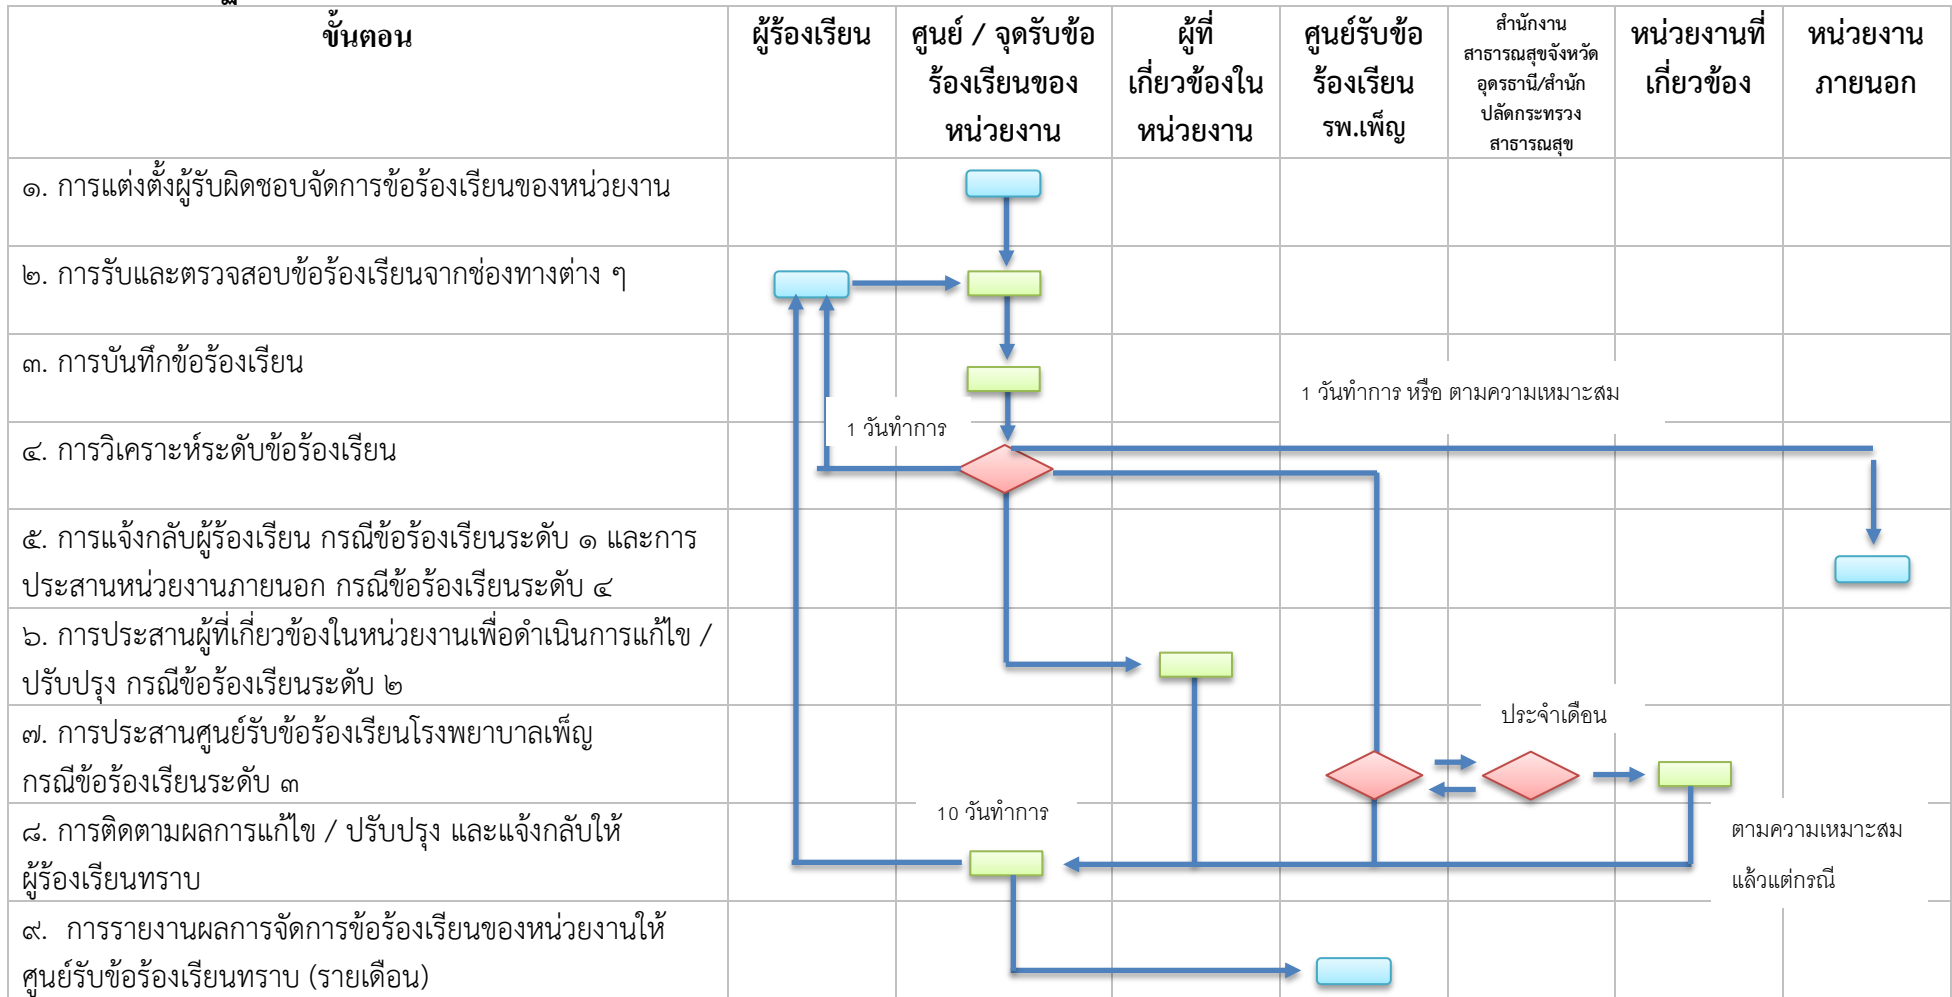 ขั้นตอน
ผู้ร้องเรียน
ศูนย์ / จุดรับข้อ
ร้องเรียนของ
หน่วยงาน
ผู้ที่
เกี่ยวข้องใน
หน่วยงาน
ศูนย์รับข้อ
ร้องเรียน
รพ.เพ็ญ
สำนักงาน
สาธารณสุขจังหวัด
อุดรธานี/สำนัก
ปลัดกระทรวง
สาธารณสุข
หน่วยงานที่
เกี่ยวข้อง
หน่วยงาน
ภายนอก
๑. การแต่งตั้งผู้รับผิดชอบจัดการข้อร้องเรียนของหน่วยงาน
๒. การรับและตรวจสอบข้อร้องเรียนจากช่องทางต่าง ๆ
๓. การบันทึกข้อร้องเรียน
1 วันทำการ หรือ ตามความเหมาะสม
1 วันทำการ
๔. การวิเคราะห์ระดับข้อร้องเรียน
๕. การแจ้งกลับผู้ร้องเรียน กรณีข้อร้องเรียนระดับ ๑ และการ
ประสานหน่วยงานภายนอก กรณีข้อร้องเรียนระดับ ๔
๖. การประสานผู้ที่เกี่ยวข้องในหน่วยงานเพื่อดำเนินการแก้ไข /
ปรับปรุง กรณีข้อร้องเรียนระดับ ๒
ประจำเดือน
๗. การประสานศูนย์รับข้อร้องเรียนโรงพยาบาลเพ็ญ
กรณีข้อร้องเรียนระดับ ๓
10 วันทำการ
๘. การติดตามผลการแก้ไข / ปรับปรุง และแจ้งกลับให้
ผู้ร้องเรียนทราบ
ตามความเหมาะสม
แล้วแต่กรณี
๙. การรายงานผลการจัดการข้อร้องเรียนของหน่วยงานให้
ศูนย์รับข้อร้องเรียนทราบ (รายเดือน)